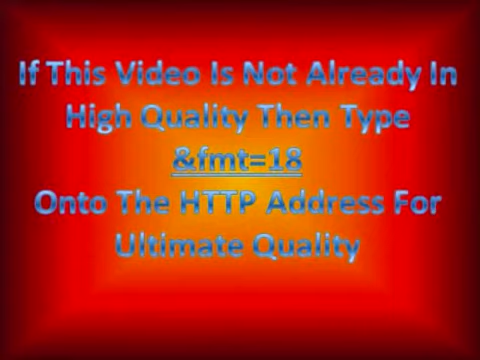 If This Video Is Not Already In
High Quality Then Type
&fmt=18
Onto The HTTP Address For
Ultimate Quality